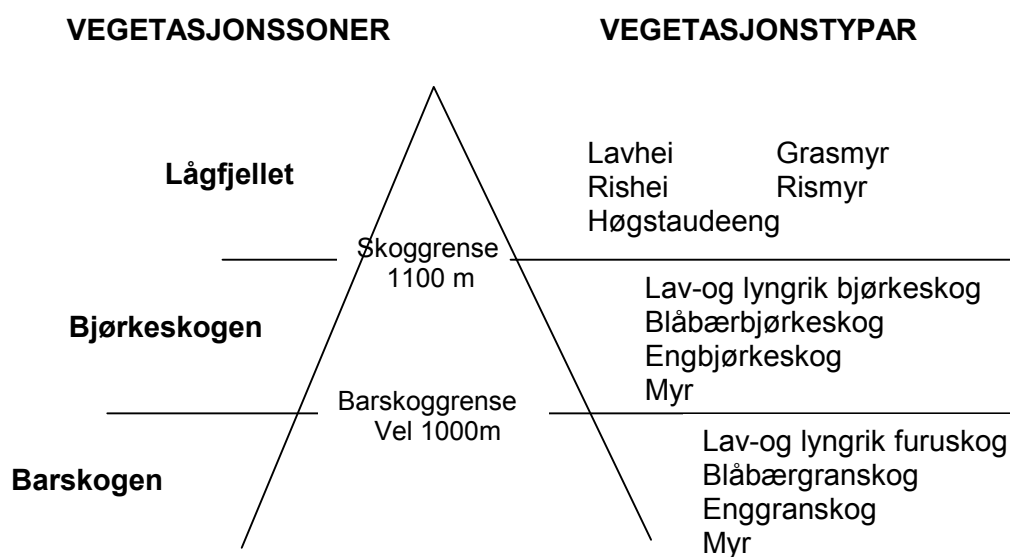 VEGETASJONSSONER VEGETASJONSTYPAR
Lågfjellet
Lavhei Grasmyr
Rishei Rismyr
Høgstaudeeng
Skoggrense
1100 m
Bjørkeskogen
Lav-og lyngrik bjørkeskog
Blåbærbjørkeskog
Engbjørkeskog
Myr
Barskoggrense
Vel 1000m
Barskogen
Lav-og lyngrik furuskog
Blåbærgranskog
Enggranskog
Myr